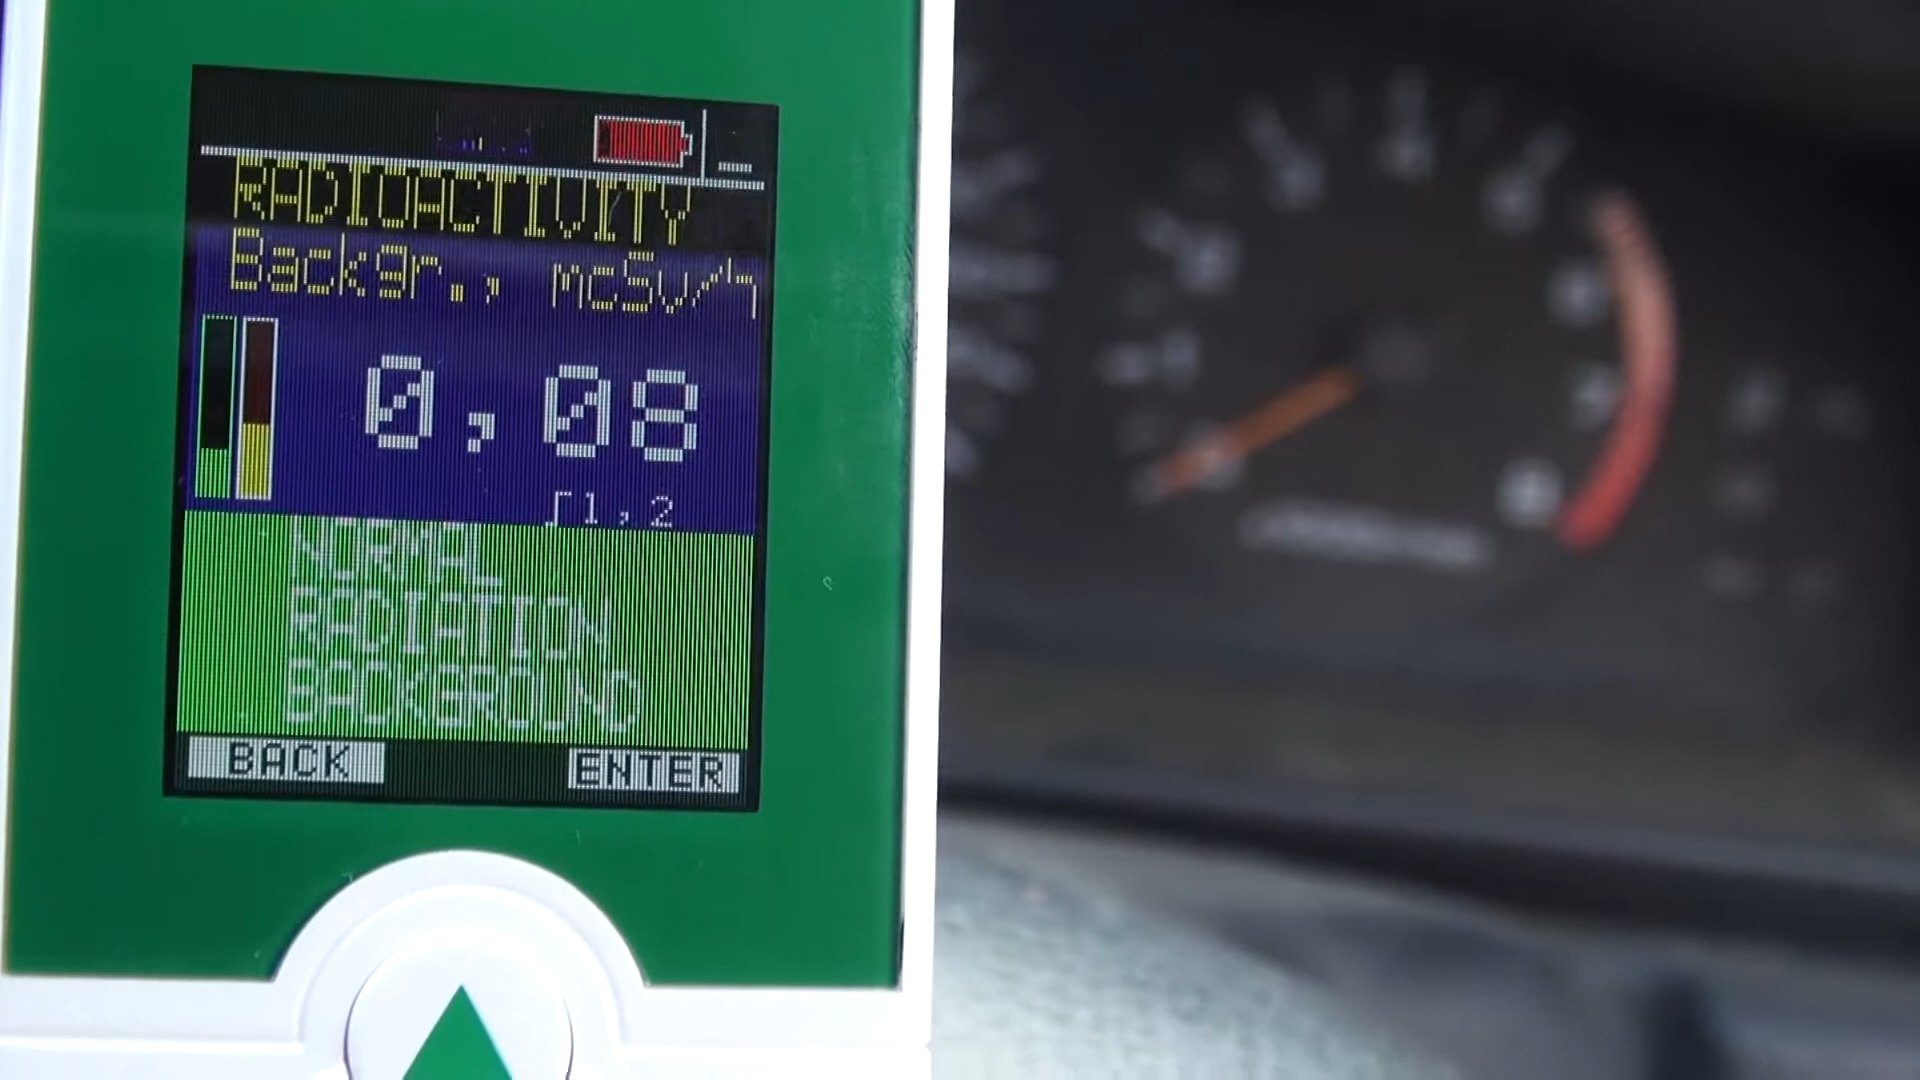 RADIOACTIVITY
Backgr., mcSv/h
0,08
∫1,2
NORMAL
RADIATION
BACKGROUND
BACK ENTER